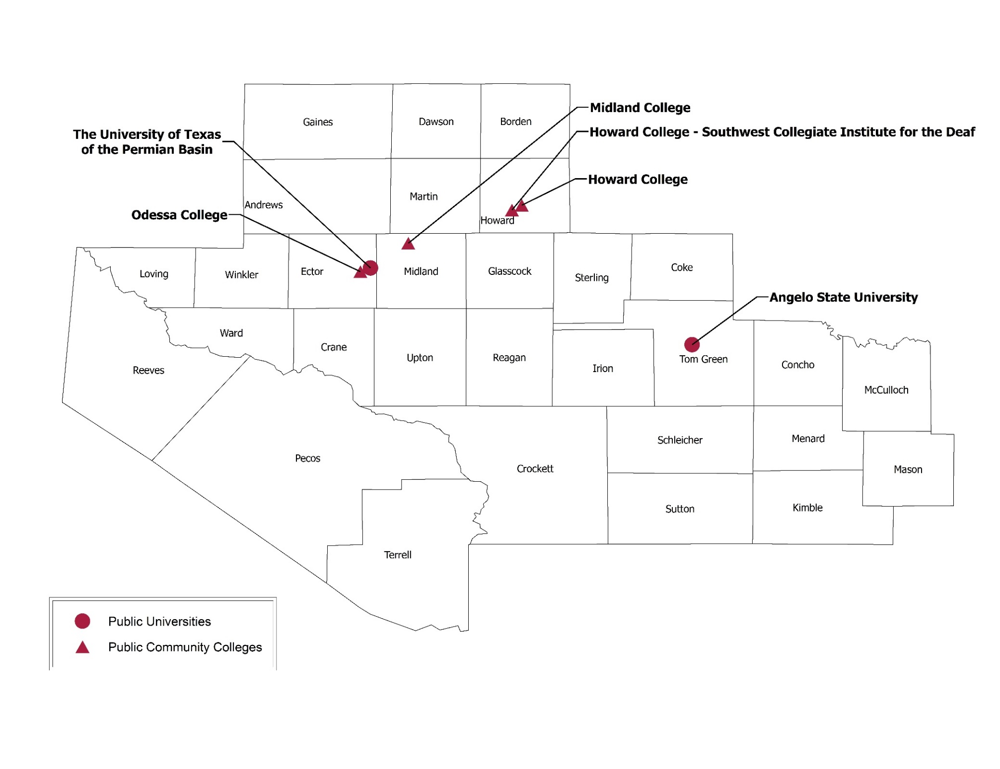 Gaines
Dawson
Borden
Midland College
Howard College - Southwest Collegiate Institute for the Deaf
The University of Texas
of the Permian Basin
Howard College
Andrews
Martin
Howard
Odessa College
Loving
Winkler
Ector
Midland
Glasscock
Sterling
Coke
Angelo State University
Ward
Crane
Upton
Reagan
Irion
Tom Green
Concho
McCulloch
Reeves
Pecos
Crockett
Schleicher
Menard
Mason
Sutton
Kimble
Terrell
Public Universities
Public Community Colleges